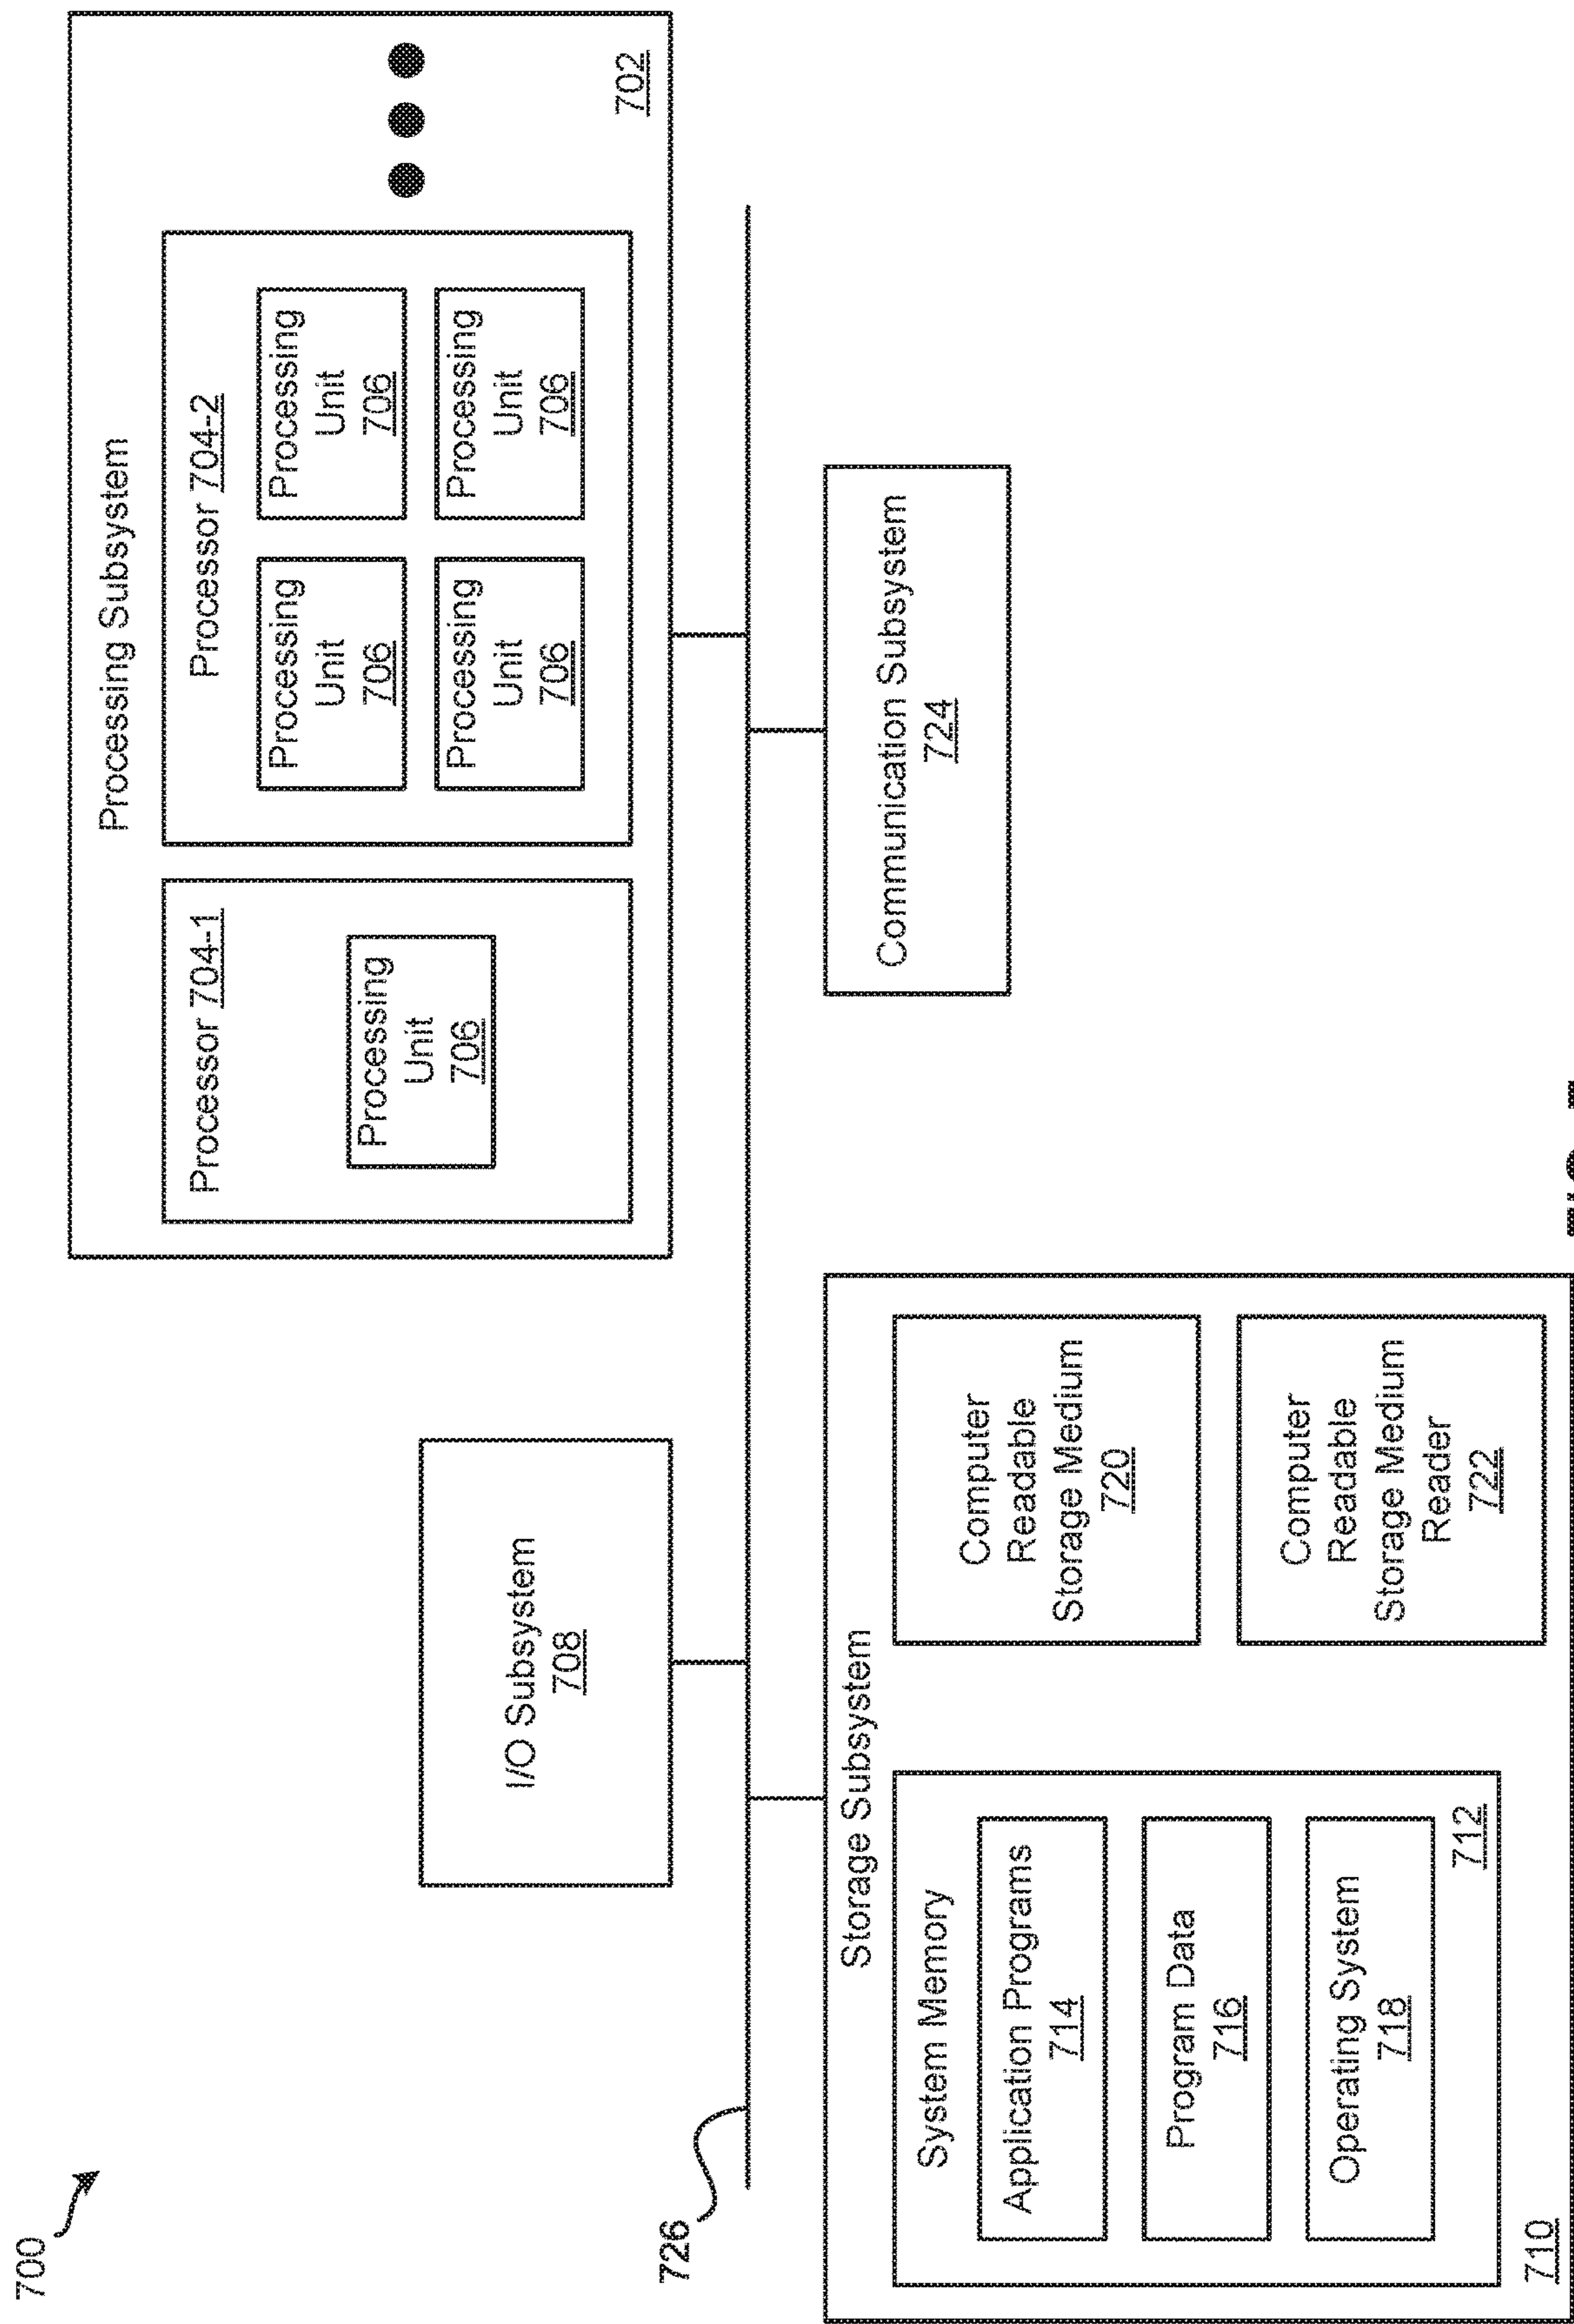 700
I/O Subsystem
708
Processing Subsystem
Processor 704-1
Processing
Unit
706
Processor 704-2
Processing
Unit
706
Processing
Unit
706
Processing
Unit
706
Processing
Unit
706
702
726
Storage Subsystem
System Memory
Application Programs
714
Program Data
716
Operating System
718
712
Computer
Readable
Storage Medium
720
Computer
Readable
Storage Medium
Reader
722
710
Communication Subsystem
724